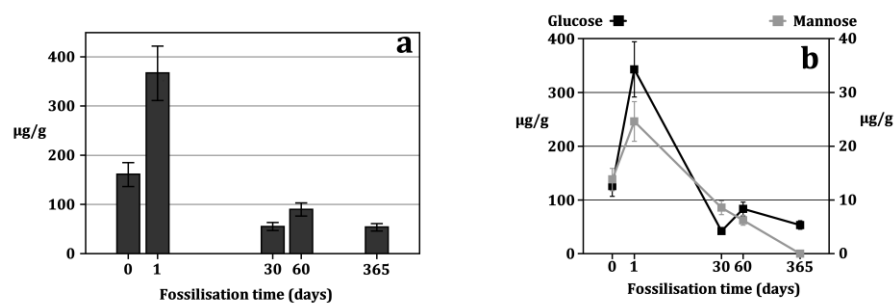 a
400
300
µg/g
200
100
0
0 1 30 60 365
Fossilisation time (days)
Glucose Mannose
b
400 40
300 30
µg/g µg/g
200 20
100 10
0 0
0 1 30 60 365
Fossilisation time (days)